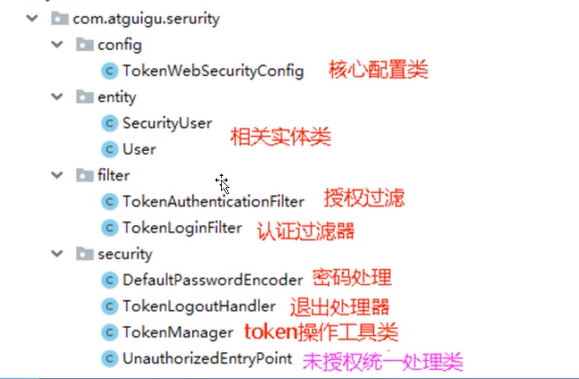 com.atguigu.serurity
config
TokenWebSecurityConfig 核心配置类
entity
SecurityUser
相关实体类
User
filter
TokenAuthenticationFilter 授权过滤
TokenLoginFilter 认证过滤器
security
DefaultPasswordEncoder 密码处理
TokenLogoutHandler 退出处理器
TokenManager token操作工具类
UnauthorizedEntryPoint 未授权统一处理类